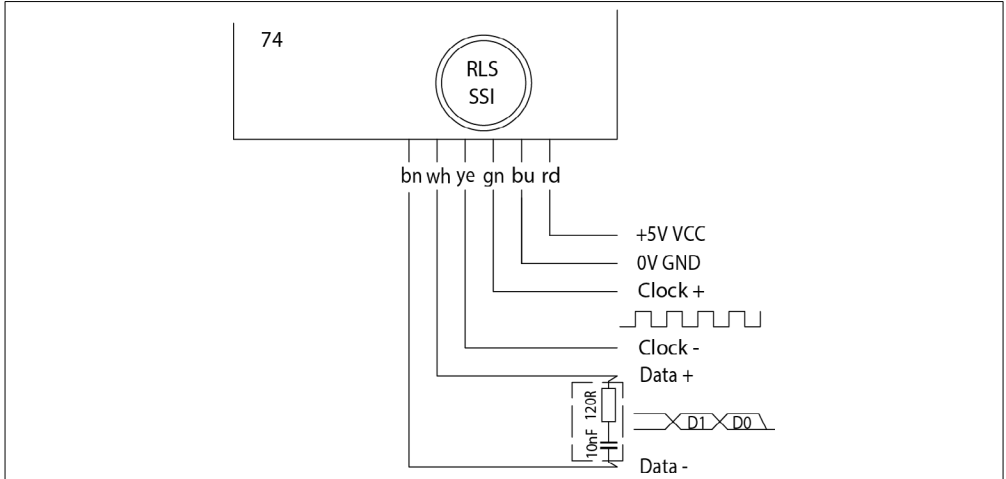 74
RLS
SSI
bn wh ye gn bu rd
+5V VCC
0V GND
Clock +
Clock -
Data +
120R
10nF
D1 D0
Data -